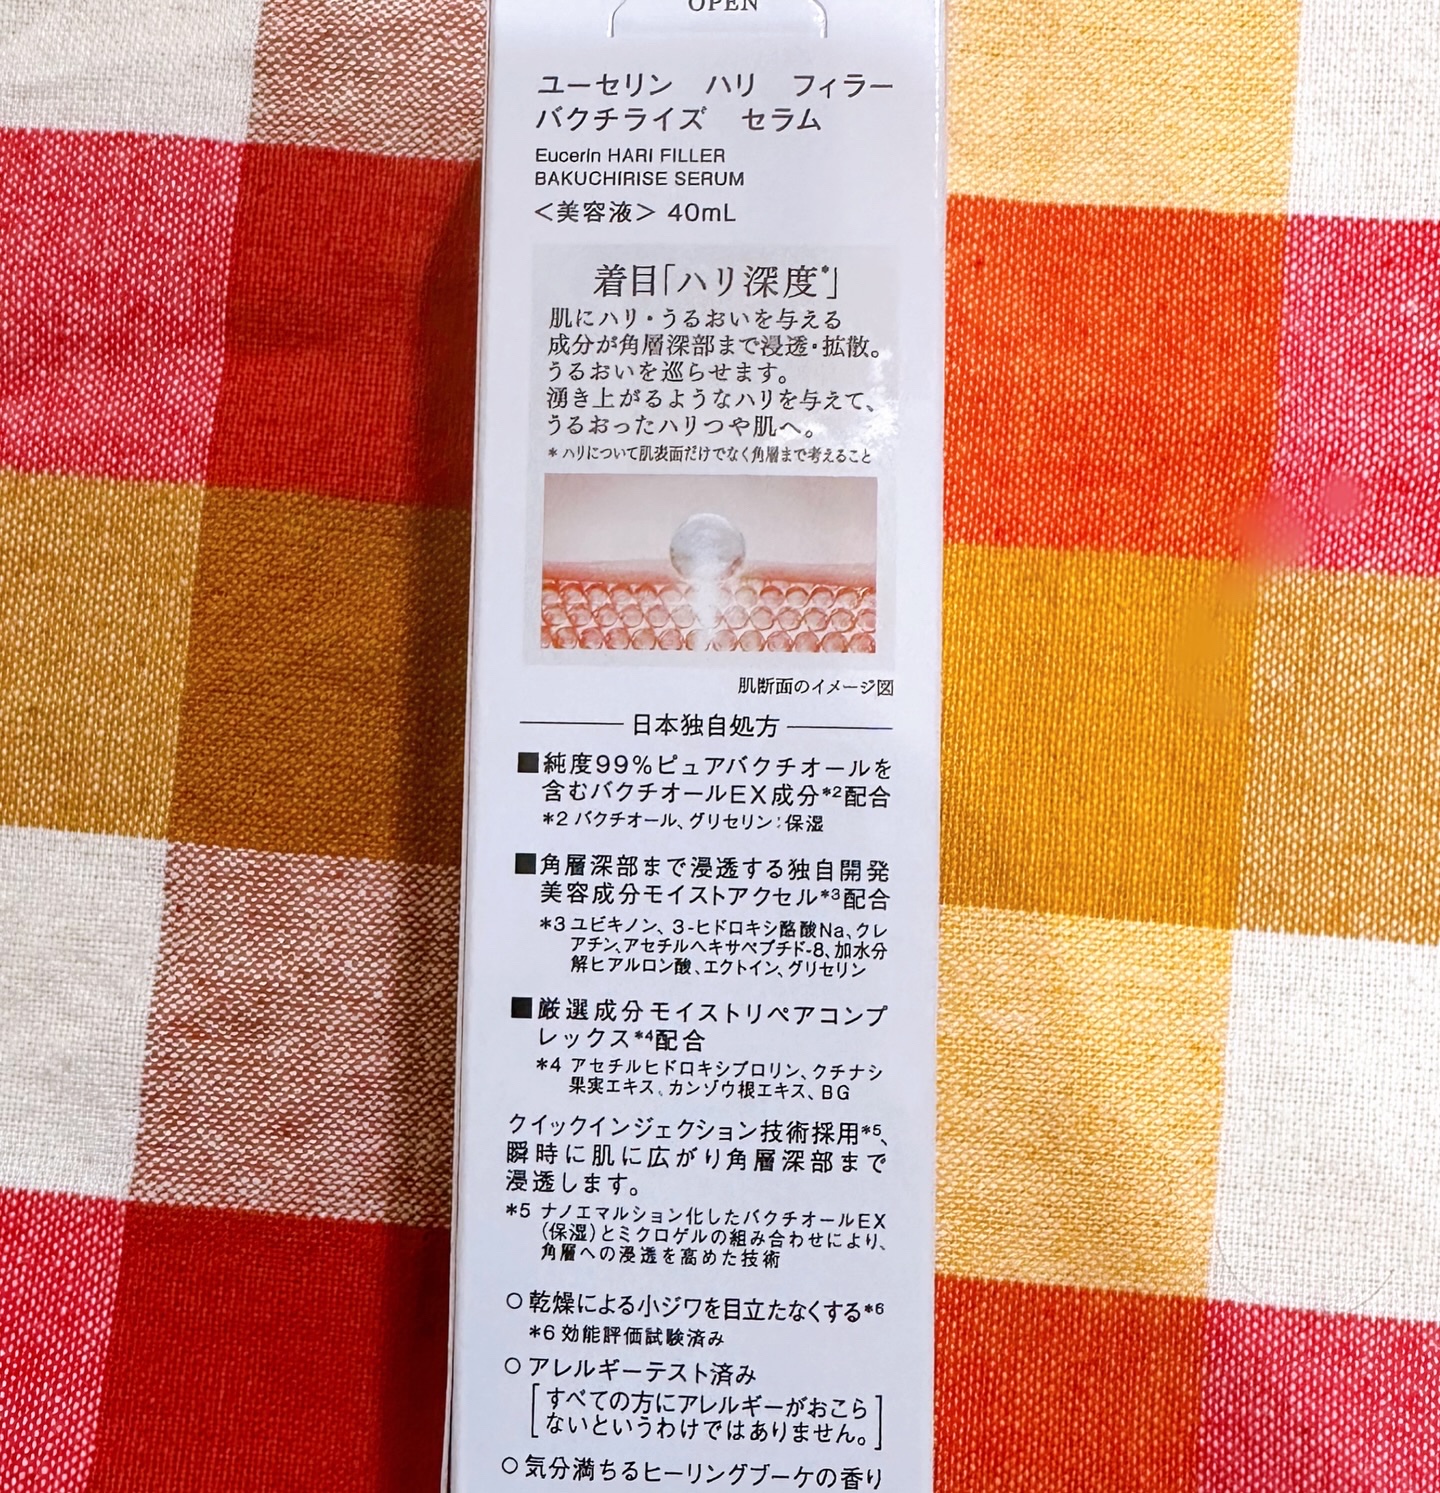 OPEN
ユーセリン ハリ フィラー
バクチライズ セラム
Eucerin HARI FILLER
BAKUCHIRISE SERUM
＜美容液＞ 40mL
着目「ハリ深度*」
肌にハリ・うるおいを与える
成分が角層深部まで浸透・拡散。
うるおいを巡らせます。
湧き上がるようなハリを与えて、
うるおったハリつや肌へ。
* ハリについて肌表面だけでなく角層まで考えること
肌断面のイメージ図
日本独自処方
■純度99%ピュアバクチオールを
含むバクチオールEX成分*2配合
*2 バクチオール、グリセリン：保湿
■角層深部まで浸透する独自開発
美容成分モイストアクセル*3配合
*3 ユビキノン、3-ヒドロキシ酪酸Na、クレ
アチン、アセチルヘキサペプチド-8、加水分
解ヒアルロン酸、エクトイン、グリセリン
■厳選成分モイストリペアコンプ
レックス*4配合
*4 アセチルヒドロキシプロリン、クチナシ
果実エキス、カンゾウ根エキス、BG
クイックインジェクション技術採用*5、
瞬時に肌に広がり角層深部まで
浸透します。
*5 ナノエマルション化したバクチオールEX
（保湿）とミクロゲルの組み合わせにより、
角層への浸透を高めた技術
○乾燥による小ジワを目立たなくする*6
*6 効能評価試験済み
○アレルギーテスト済み
［すべての方にアレルギーがおこら
ないというわけではありません。］
○気分満ちるヒーリングブーケの香り